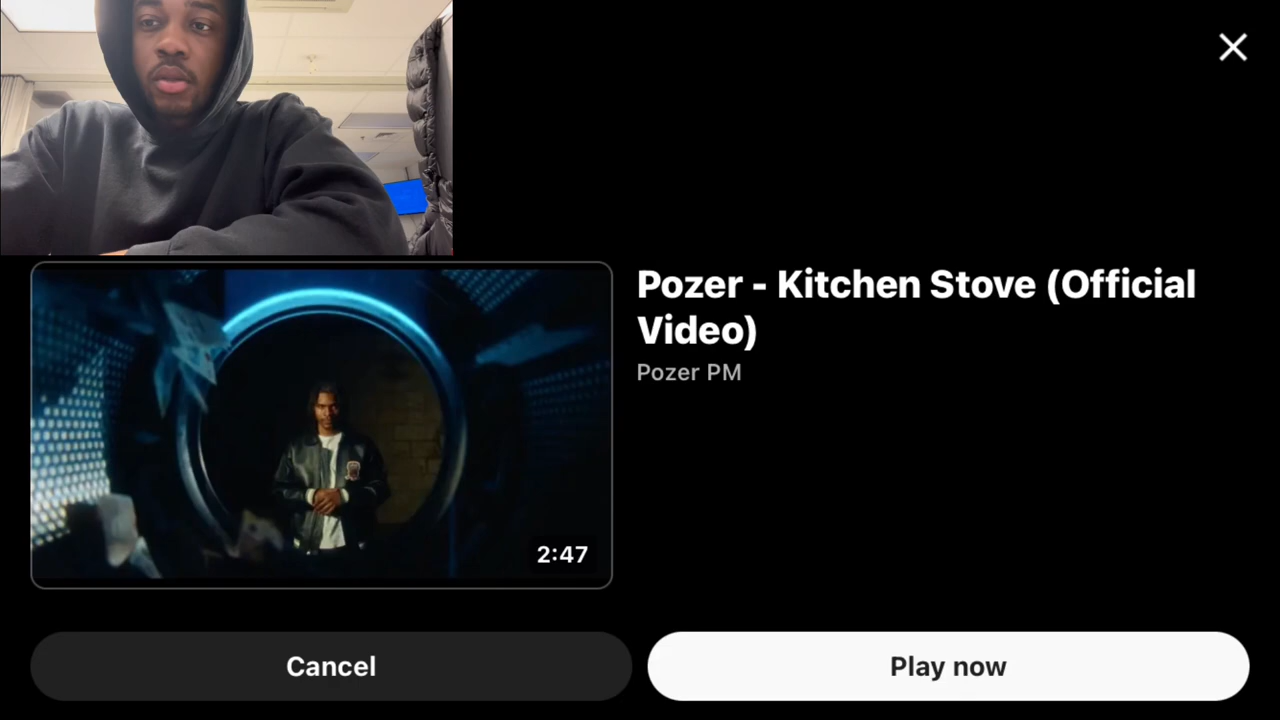 Pozer - Kitchen Stove (Official
Video)
Pozer PM
2:47
Cancel
Play now